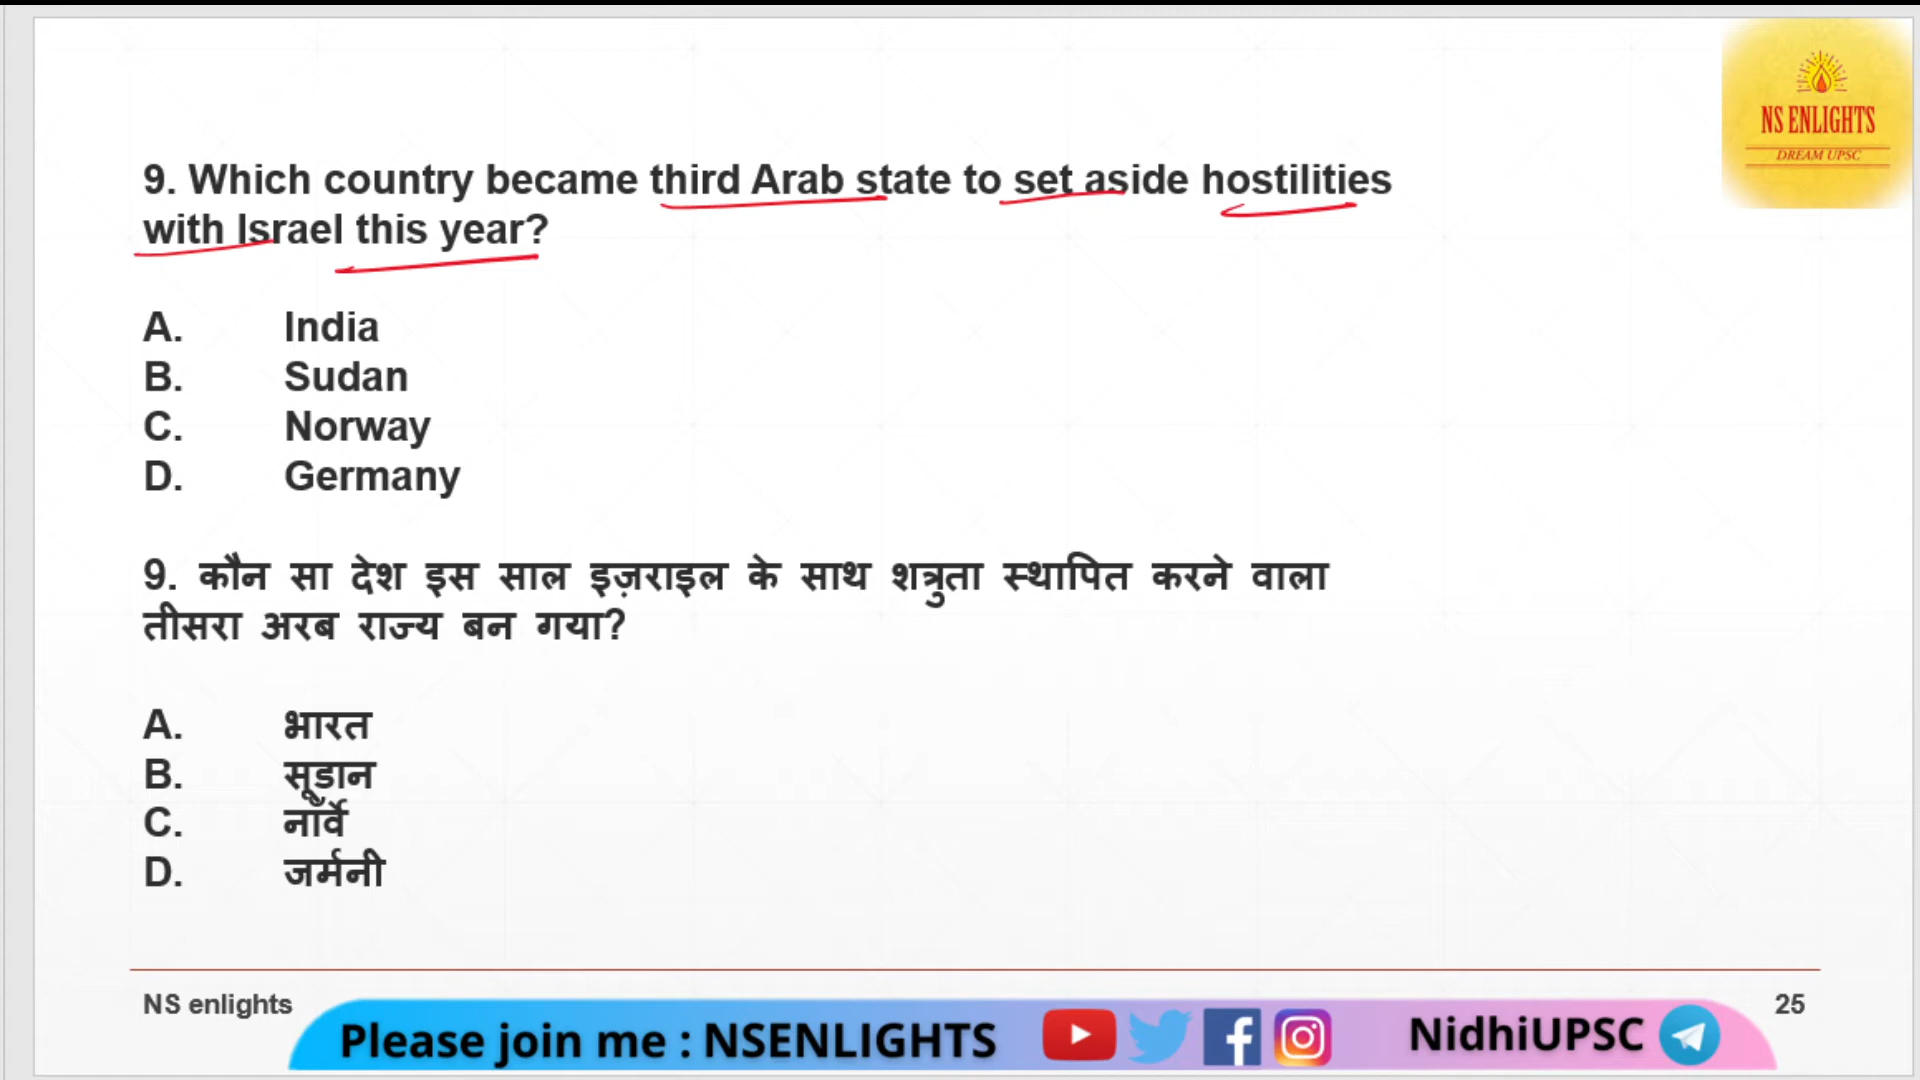 NS ENLIGHTS
DREAM UPSC
9. Which country became third Arab state to set aside hostilities
with Israel this year?
A. India
B. Sudan
C. Norway
D. Germany
9. कौन सा देश इस साल इज़राइल के साथ शत्रुता स्थापित करने वाला
तीसरा अरब राज्य बन गया?
A. भारत
B. सूडान
C. नॉर्वे
D. जर्मनी
NS enlights
25
Please join me : NSENLIGHTS
NidhiUPSC